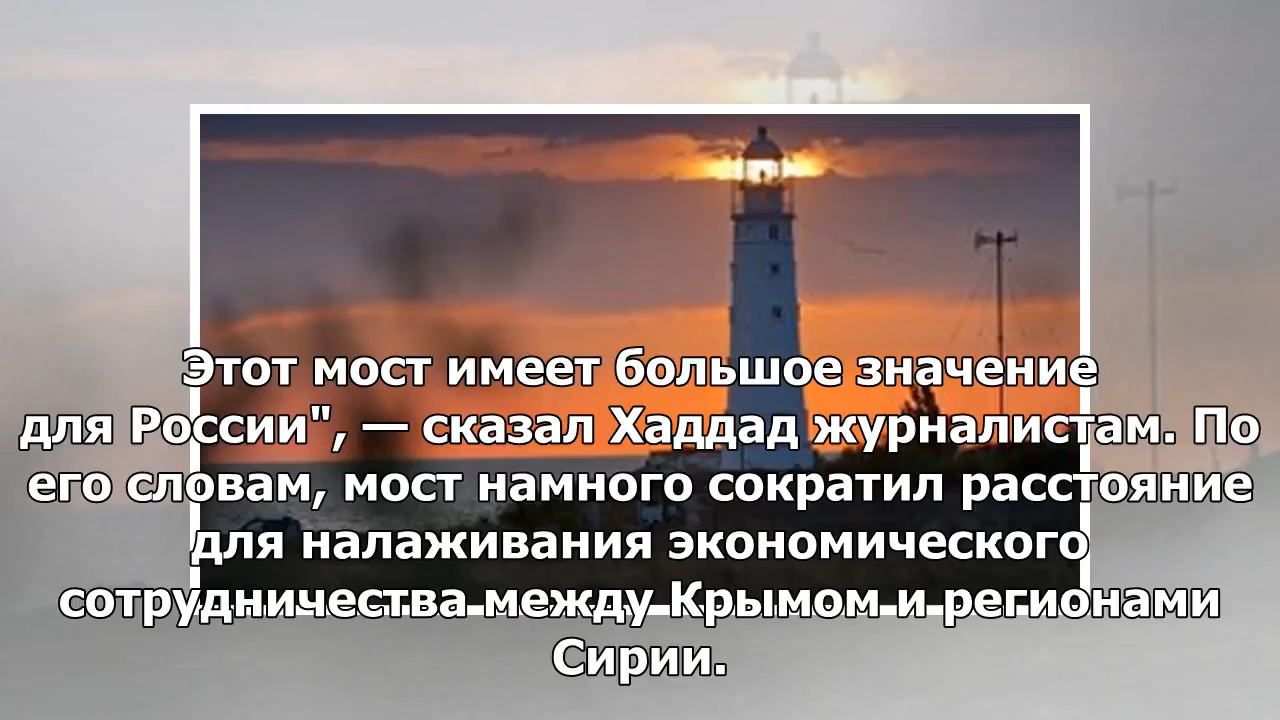 Этот мост имеет большое значение
для России", — сказал Хаддад журналистам. По
его словам, мост намного сократил расстояние
для налаживания экономического
сотрудничества между Крымом и регионами
Сирии.